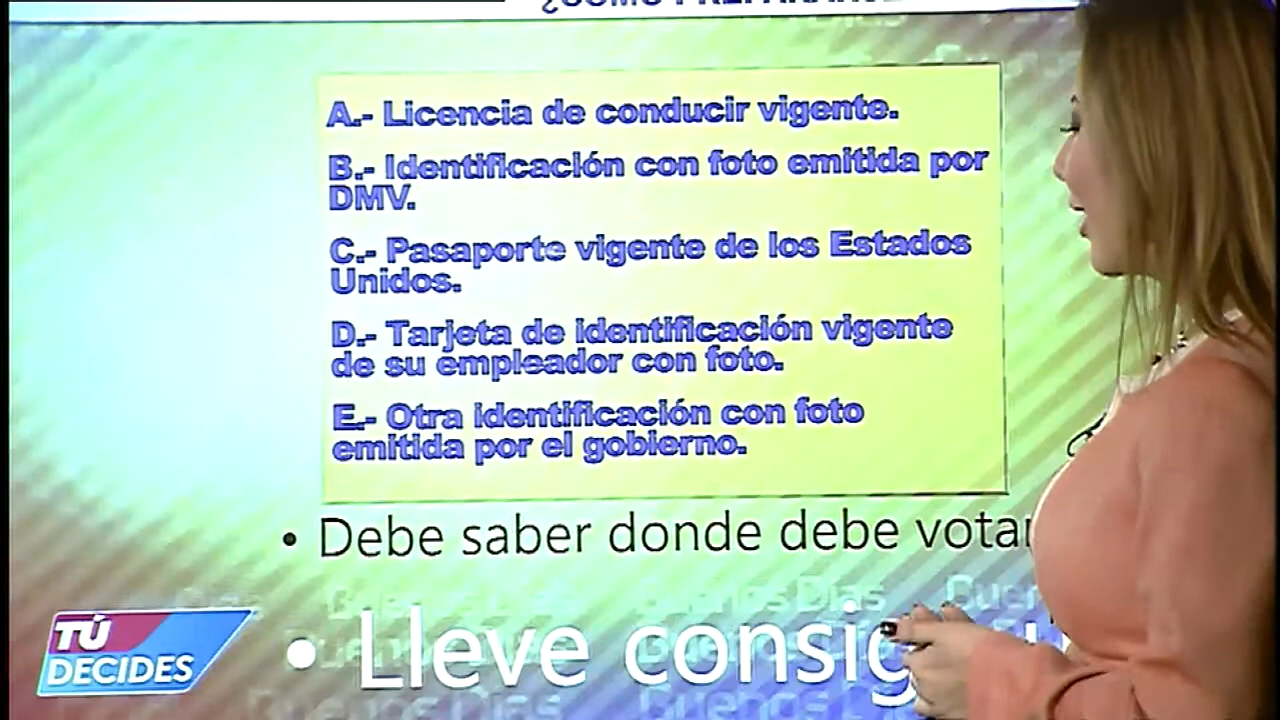 A.- Licencia de conducir vigente.
B.- Identificación con foto emitida por
DMV.
C.- Pasaporte vigente de los Estados
Unidos.
D.- Tarjeta de identificación vigente
de su empleador con foto.
E.- Otra identificación con foto
emitida por el gobierno.
• Debe saber donde debe votar
• Lleve consig
TÚ
DECIDES
Buenos Días